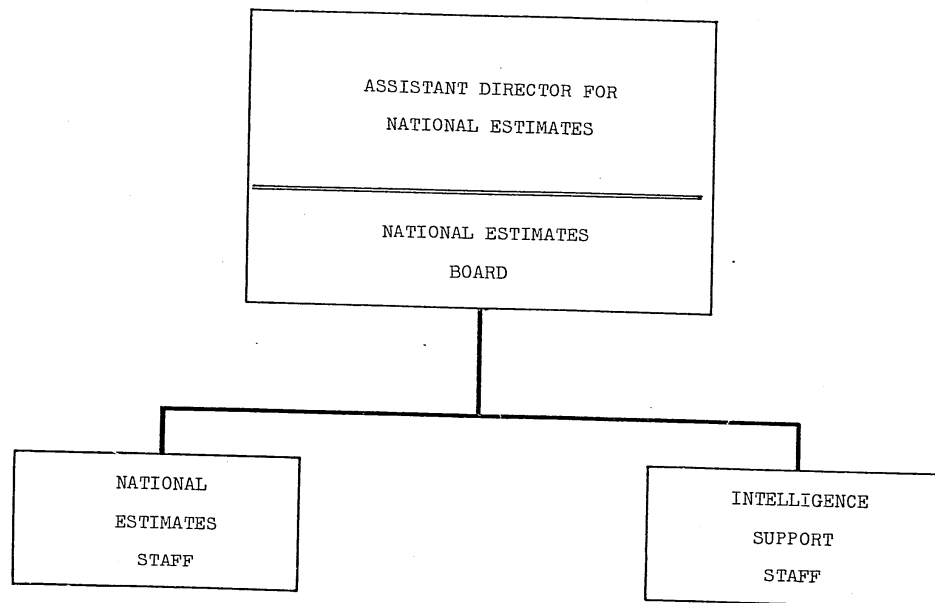 ASSISTANT DIRECTOR FOR
NATIONAL ESTIMATES
NATIONAL ESTIMATES
BOARD
NATIONAL
ESTIMATES
STAFF
INTELLIGENCE
SUPPORT
STAFF